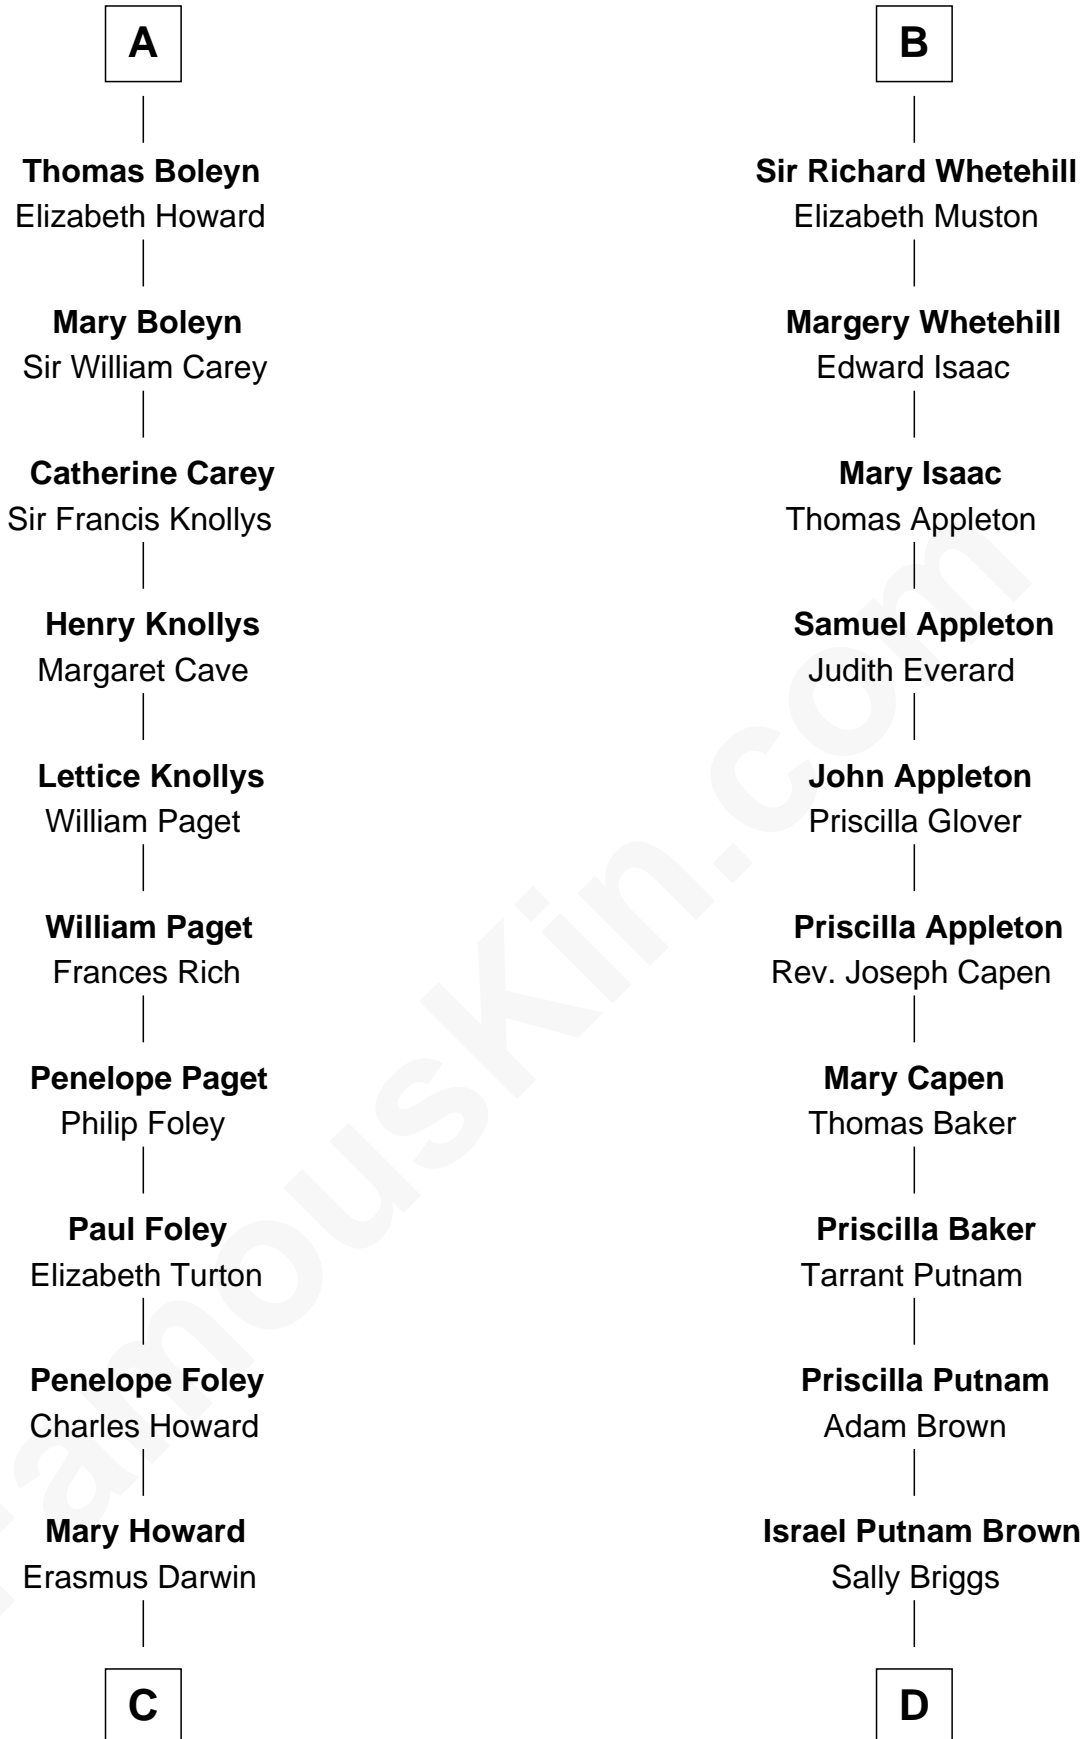 A
Thomas Boleyn
Elizabeth Howard
Mary Boleyn
Sir William Carey
Catherine Carey
Sir Francis Knollys
Henry Knollys
Margaret Cave
Lettice Knollys
William Paget
William Paget
Frances Rich
Penelope Paget
Philip Foley
Paul Foley
Elizabeth Turton
Penelope Foley
Charles Howard
Mary Howard
Erasmus Darwin
C
B
Sir Richard Whetehill
Elizabeth Muston
Margery Whetehill
Edward Isaac
Mary Isaac
Thomas Appleton
Samuel Appleton
Judith Everard
John Appleton
Priscilla Glover
Priscilla Appleton
Rev. Joseph Capen
Mary Capen
Thomas Baker
Priscilla Baker
Tarrant Putnam
Priscilla Putnam
Adam Brown
Israel Putnam Brown
Sally Briggs
D
FamousKin.com